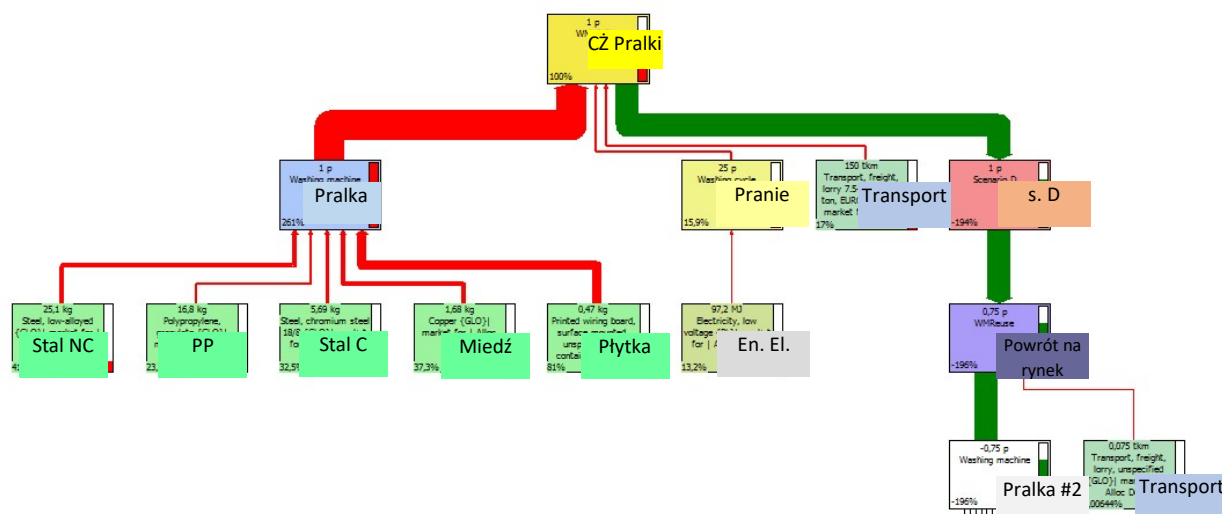 1 p
CŻ Pralki
100%
1 p
Washing machine
Pralka
261%
25 p
Washing cycle
Pranie
15,9%
150 tkm
Transport, freight,
lorry 7.5-
ton,
market
Transport
17%
1 p
Scenario D
s. D
-194%
25,1 kg
Steel, low-alloyed
Stal NC
16,8 kg
Polypropylene,
PP
23,
5,69 kg
Steel, chromium steel
18/8
Stal C
32,5%
1,68 kg
Copper {GLO}|
market for | Alloc
Miedź
37,3%
0,47 kg
Printed wiring board,
surface mounted,
Płytka
81%
97,2 MJ
Electricity, low
voltage
for |
En. El.
13,2%
0,75 p
WMReuse
Powrót na
rynek
-196%
-0,75 p
Washing machine
Pralka #2
-196%
0,075 tkm
Transport, freight,
lorry, unspecified
{GLO}|
Alloc
Transport
00644%